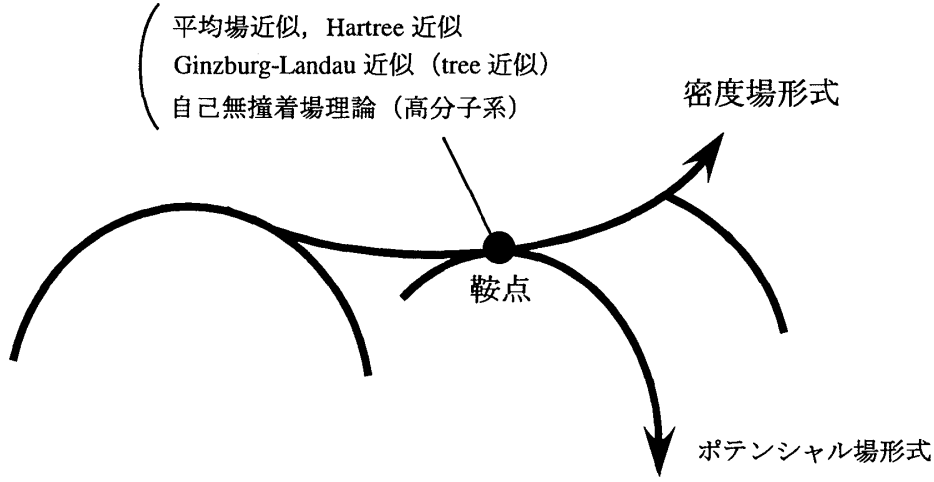 平均場近似，Hartree 近似
Ginzburg-Landau 近似（tree 近似）
自己無撞着場理論（高分子系）
密度場形式
鞍点
ポテンシャル場形式